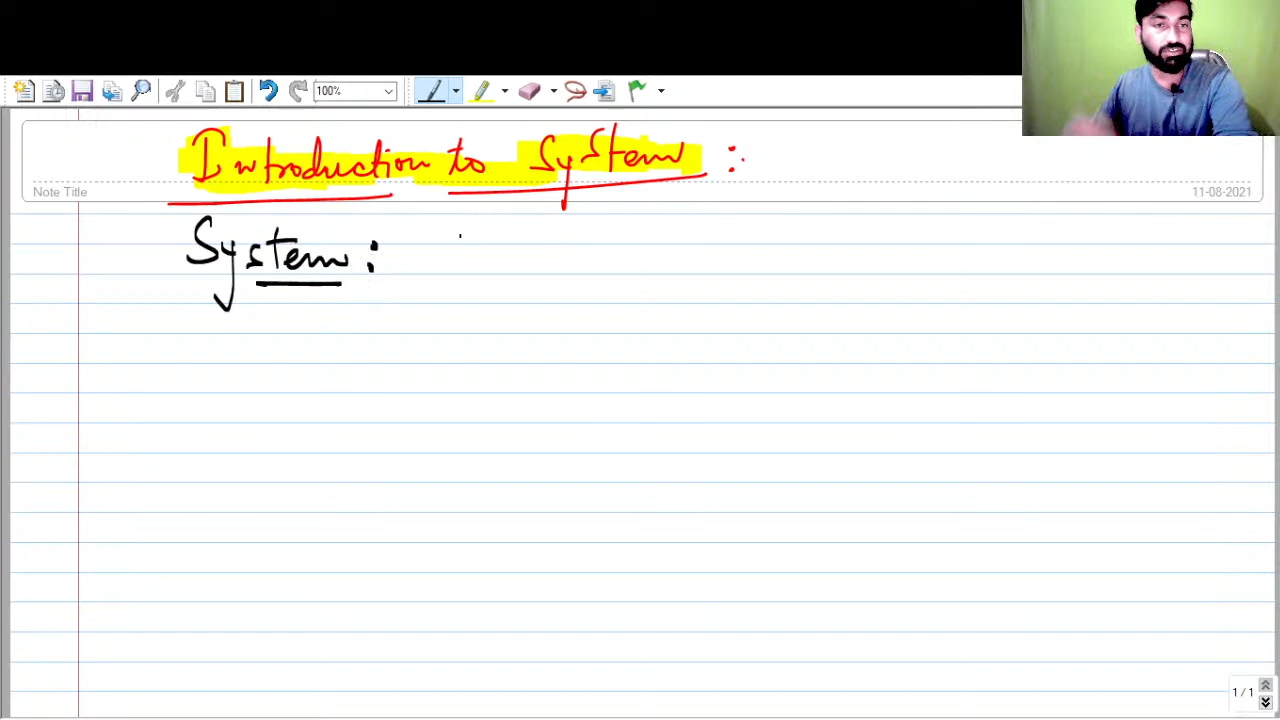 100%
Introduction to System :
Note Title
11-08-2021
System :
1 / 1